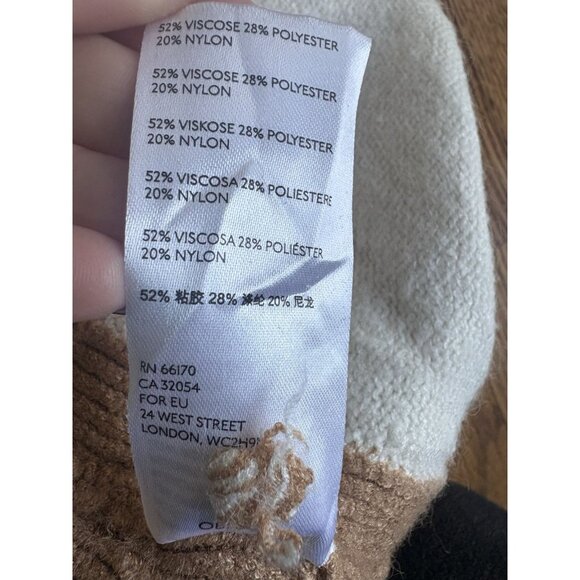 52% VISCOSE 28% POLYESTER
20% NYLON
52% VISCOSE 28% POLYESTER
20% NYLON
52% VISKOSE 28% POLYESTER
20% NYLON
52% VISCOSA 28% POLIESTERE
20% NYLON
52% VISCOSA 28% POLIÉSTER
20% NYLON
52% 粘胶 28% 涤纶 20% 尼龙
RN 66170
CA 32054
FOR EU
24 WEST STREET
LONDON,